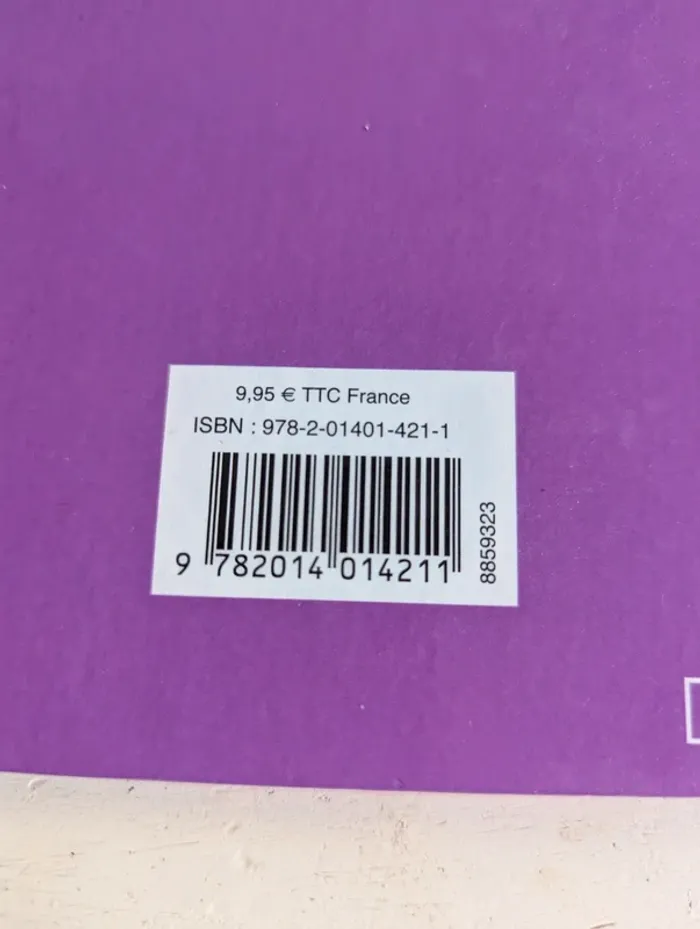 9,95 € TTC France
ISBN : 978-2-01401-421-1
9 782014 014211
8859323